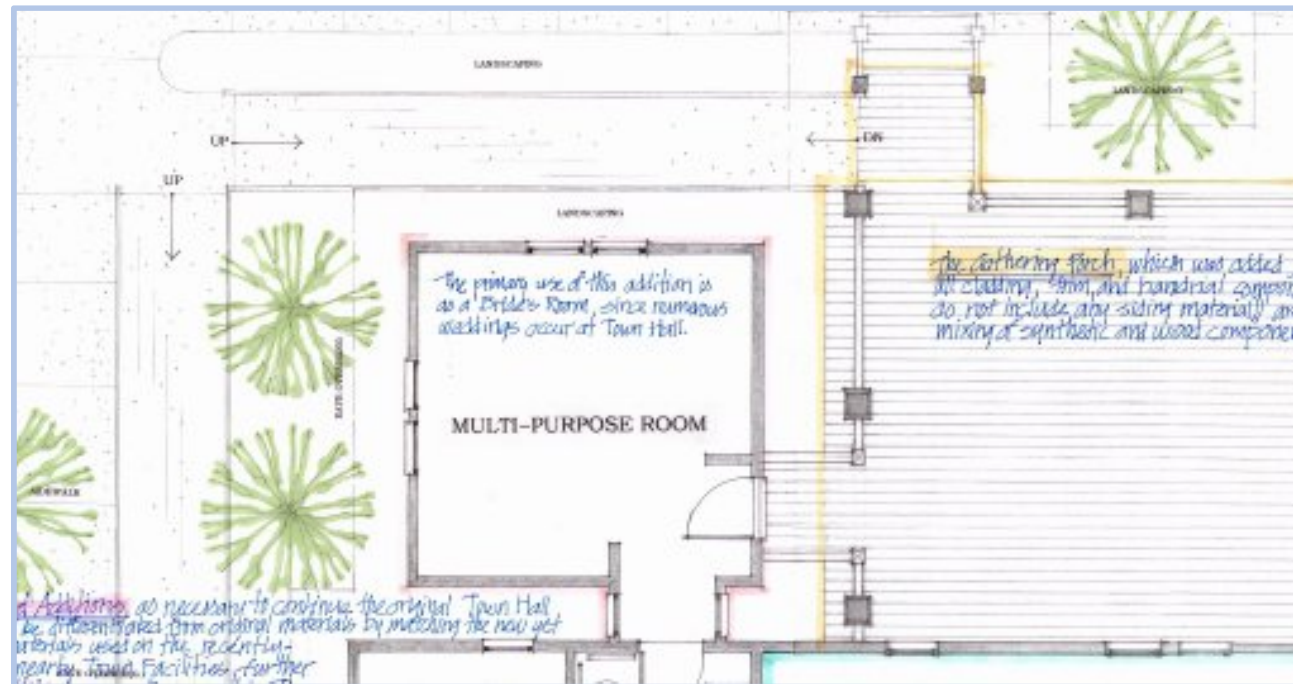 LANDSCAPING
LANDSCAPING
UP
DN
UP
LANDSCAPING
The primary use of this addition is
as a Bride's Room, since numerous
weddings occur at Town Hall.
The Gathering Porch, which was added
all cladding, trim, and handrail compon
do not include any siding materials an
mixing of synthetic and wood componen
MULTI-PURPOSE ROOM
SIDEWALK
d Additions, as necessary to continue the original Town Hall
be differentiated from original materials by matching the new yet
materials used on the recently-
nearby Town Facilities, further